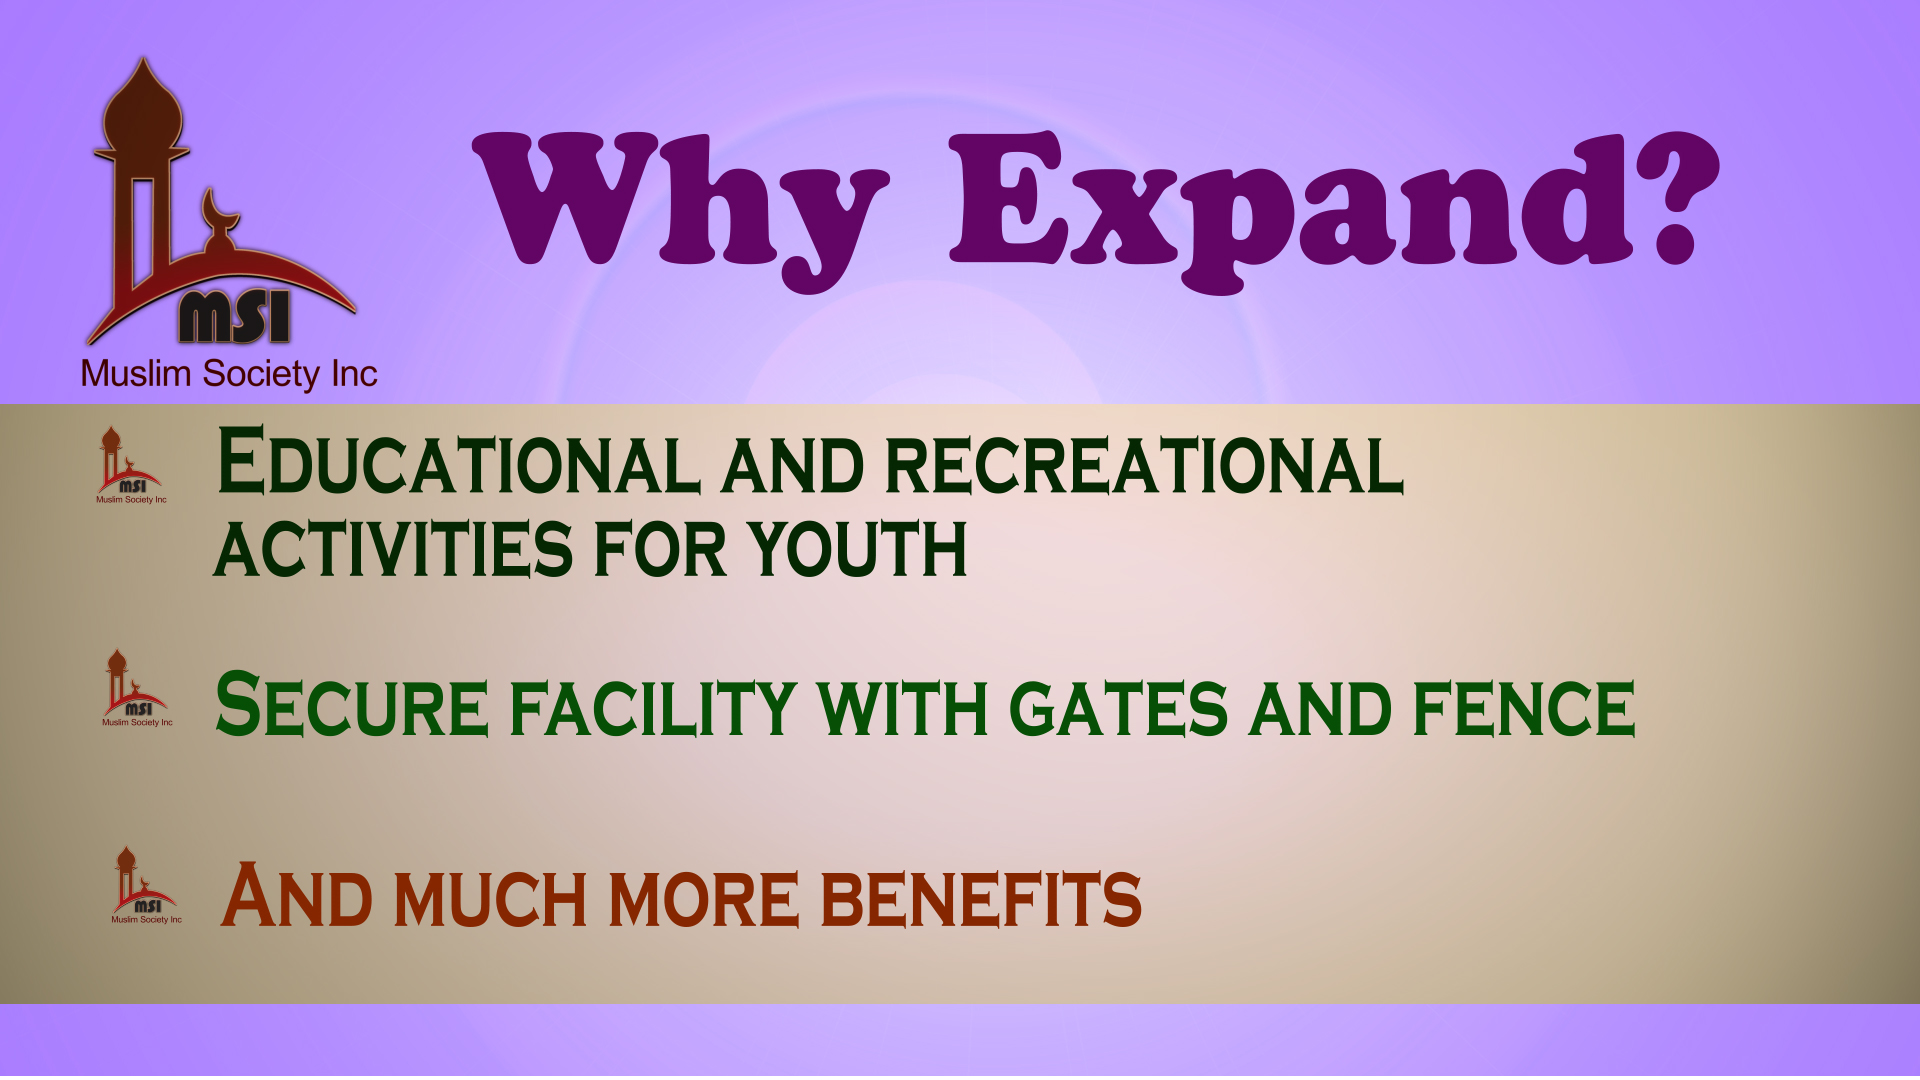 Why Expand?
MSI
Muslim Society Inc
MSI
Muslim Society Inc
Educational and recreational
activities for youth
MSI
Muslim Society Inc
Secure facility with gates and fence
MSI
Muslim Society Inc
And much more benefits